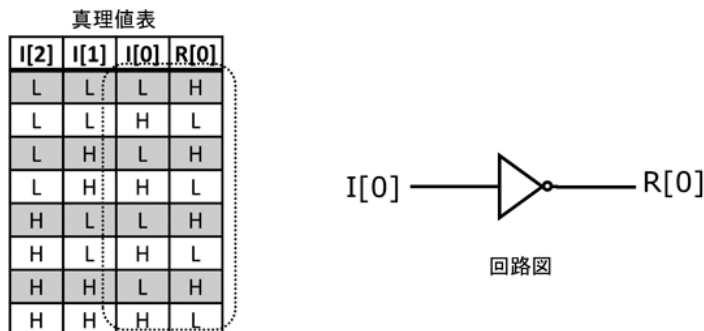 真理値表
I[2] I[1] I[0] R[0]
L L L H
L L H L
L H L H
L H H L
H L L H
H L H L
H H L H
H H H L
I[0] R[0]
回路図